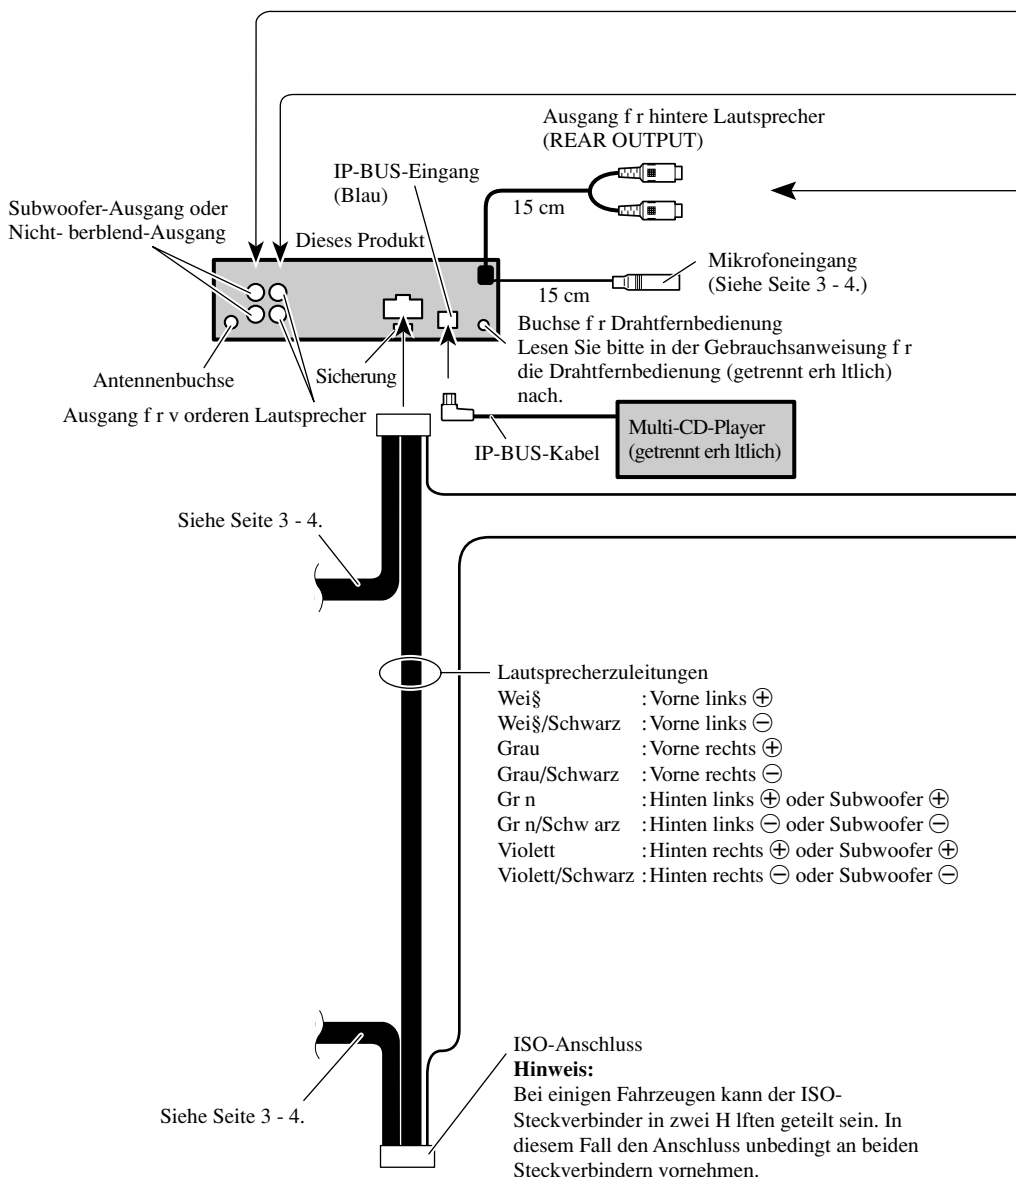 Ausgang f r hintere Lautsprecher
(REAR OUTPUT)
IP-BUS-Eingang
(Blau)
15 cm
Subwoofer-Ausgang oder
Nicht- berblend-Ausgang
Dieses Produkt
Mikrofoneingang
(Siehe Seite 3 - 4.)
15 cm
Buchse f r Drahtfernbedienung
Lesen Sie bitte in der Gebrauchsanweisung f r
die Drahtfernbedienung (getrennt erh ltlich)
nach.
Antennenbuchse
Sicherung
Ausgang f r v orderen Lautsprecher
Multi-CD-Player
(getrennt erh ltlich)
IP-BUS-Kabel
Siehe Seite 3 - 4.
Lautsprecherzuleitungen
Wei§ : Vorne links ⊕
Wei§/Schwarz : Vorne links ⊖
Grau : Vorne rechts ⊕
Grau/Schwarz : Vorne rechts ⊖
Gr n : Hinten links ⊕ oder Subwoofer ⊕
Gr n/Schw arz : Hinten links ⊖ oder Subwoofer ⊖
Violett : Hinten rechts ⊕ oder Subwoofer ⊕
Violett/Schwarz : Hinten rechts ⊖ oder Subwoofer ⊖
ISO-Anschluss
Hinweis:
Bei einigen Fahrzeugen kann der ISO-
Steckverbinder in zwei H lften geteilt sein. In
diesem Fall den Anschluss unbedingt an beiden
Steckverbindern vornehmen.
Siehe Seite 3 - 4.